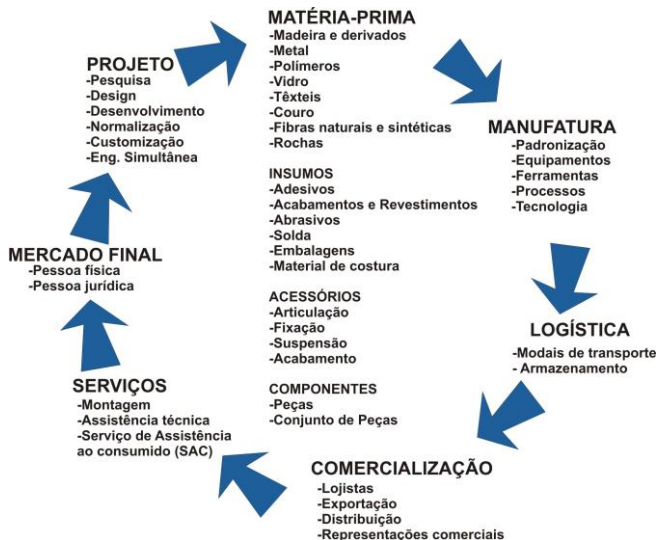 MATÉRIA-PRIMA
-Madeira e derivados
-Metal
-Polímeros
-Vidro
-Têxteis
-Couro
-Fibras naturais e sintéticas
-Rochas
INSUMOS
-Adesivos
-Acabamentos e Revestimentos
-Abrasivos
-Solda
-Embalagens
-Material de costura
ACESSÓRIOS
-Articulação
-Fixação
-Suspensão
-Acabamento
COMPONENTES
-Peças
-Conjunto de Peças
MANUFATURA
-Padronização
-Equipamentos
-Ferramentas
-Processos
-Tecnologia
LOGÍSTICA
-Modais de transporte
- Armazenamento
COMERCIALIZAÇÃO
-Lojistas
-Exportação
-Distribuição
-Representações comerciais
SERVIÇOS
-Montagem
-Assistência técnica
-Serviço de Assistência
ao consumido (SAC)
MERCADO FINAL
-Pessoa física
-Pessoa jurídica
PROJETO
-Pesquisa
-Design
-Desenvolvimento
-Normalização
-Customização
-Eng. Simultânea